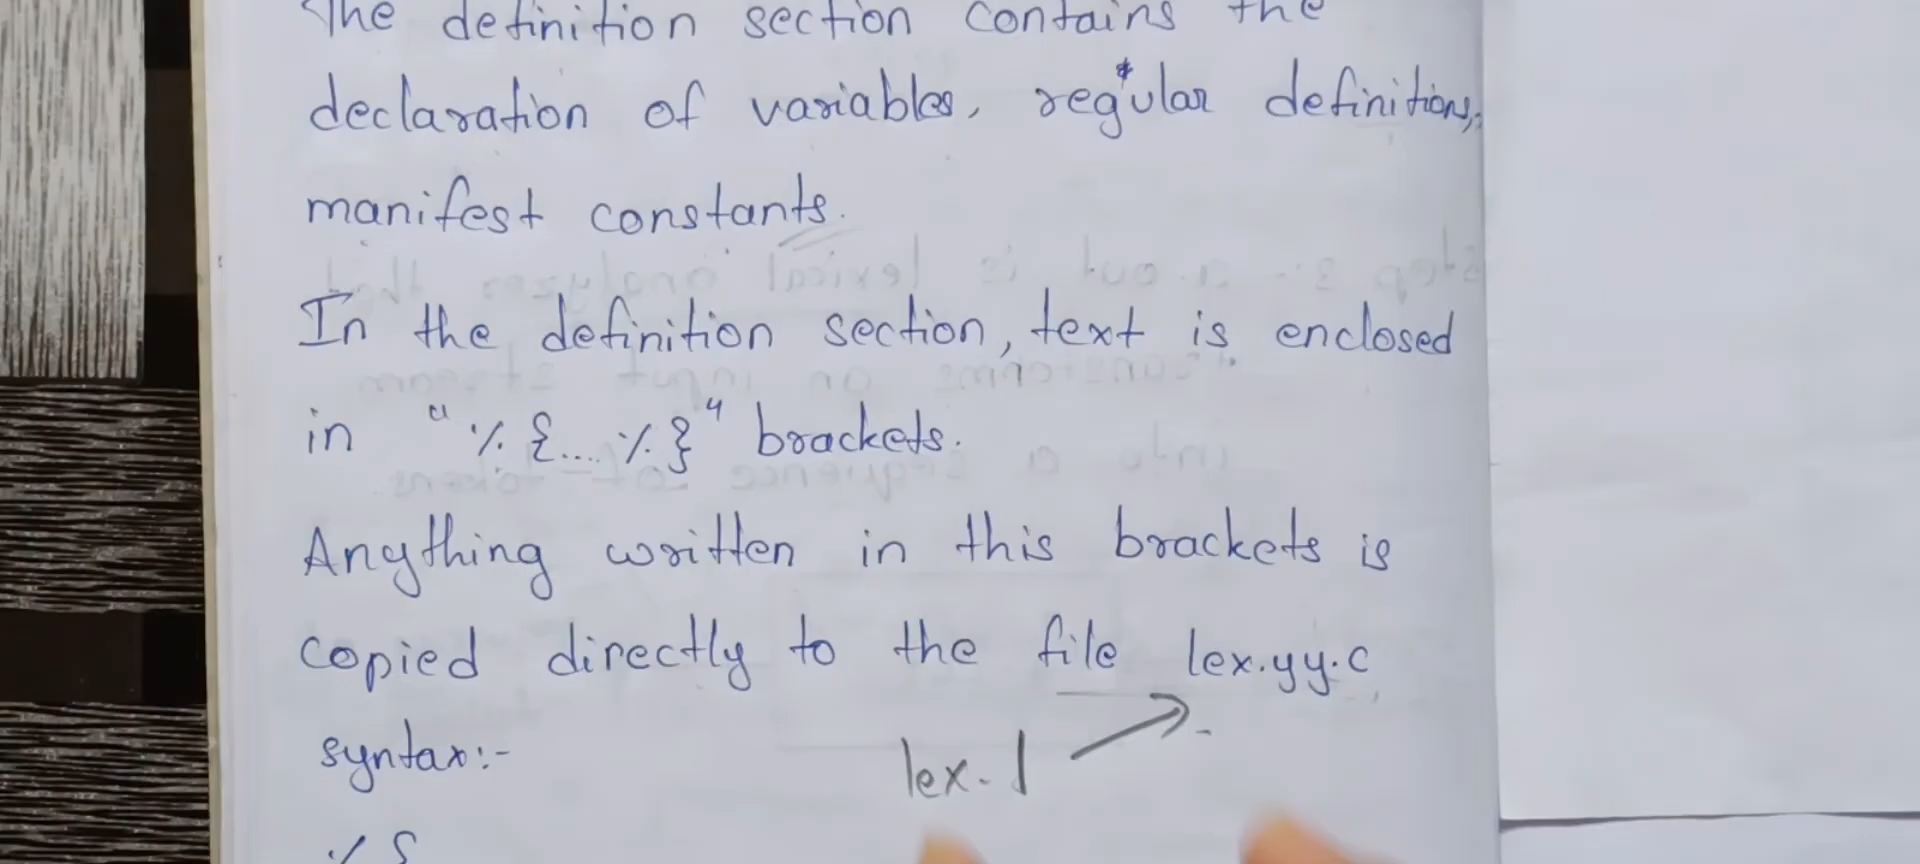 The definition section contains the
declaration of variables, regular definitions,
manifest constants.
In the definition section, text is enclosed
in "%{....%}" brackets.
Anything written in this brackets is
copied directly to the file lex.yy.c
syntax:-
lex.l
%{